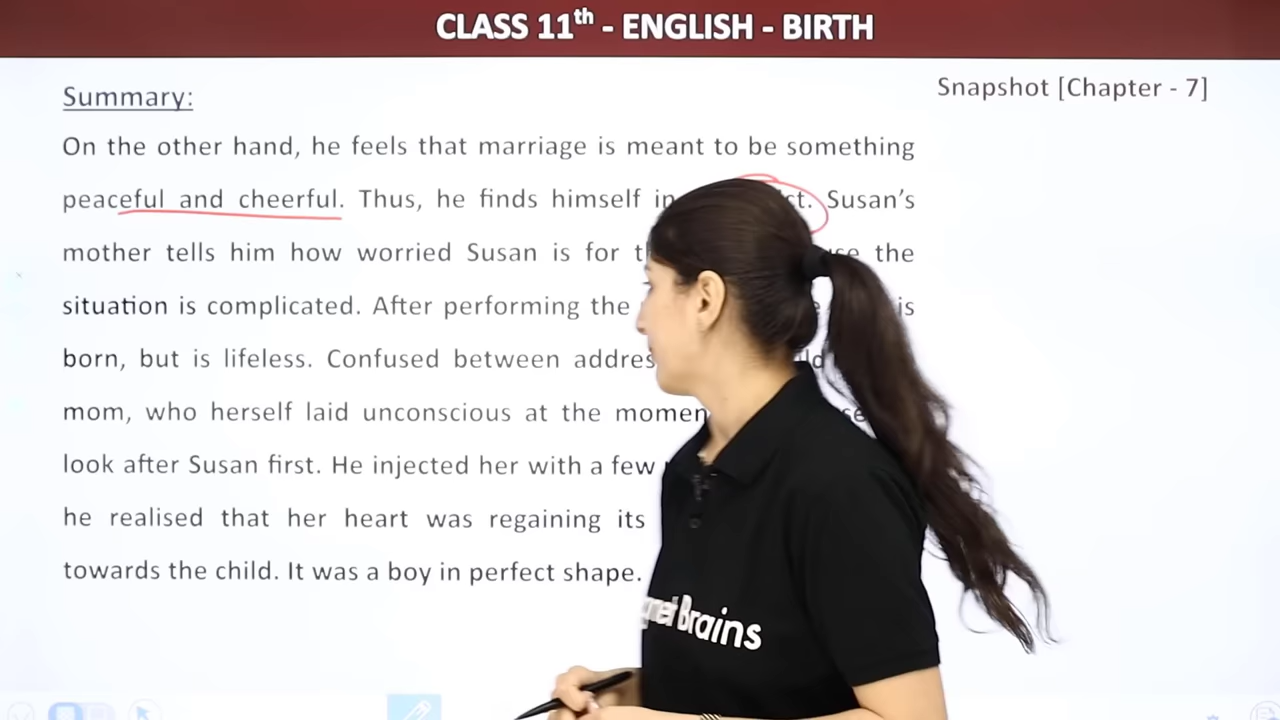 CLASS 11th - ENGLISH - BIRTH
Snapshot [Chapter - 7]
Summary:
On the other hand, he feels that marriage is meant to be something
peaceful and cheerful. Thus, he finds himself in Susan's
mother tells him how worried Susan is for the
situation is complicated. After performing the is
born, but is lifeless. Confused between
mom, who herself laid unconscious at the
look after Susan first. He injected her with a few
he realised that her heart was regaining its
towards the child. It was a boy in perfect shape.
Brains